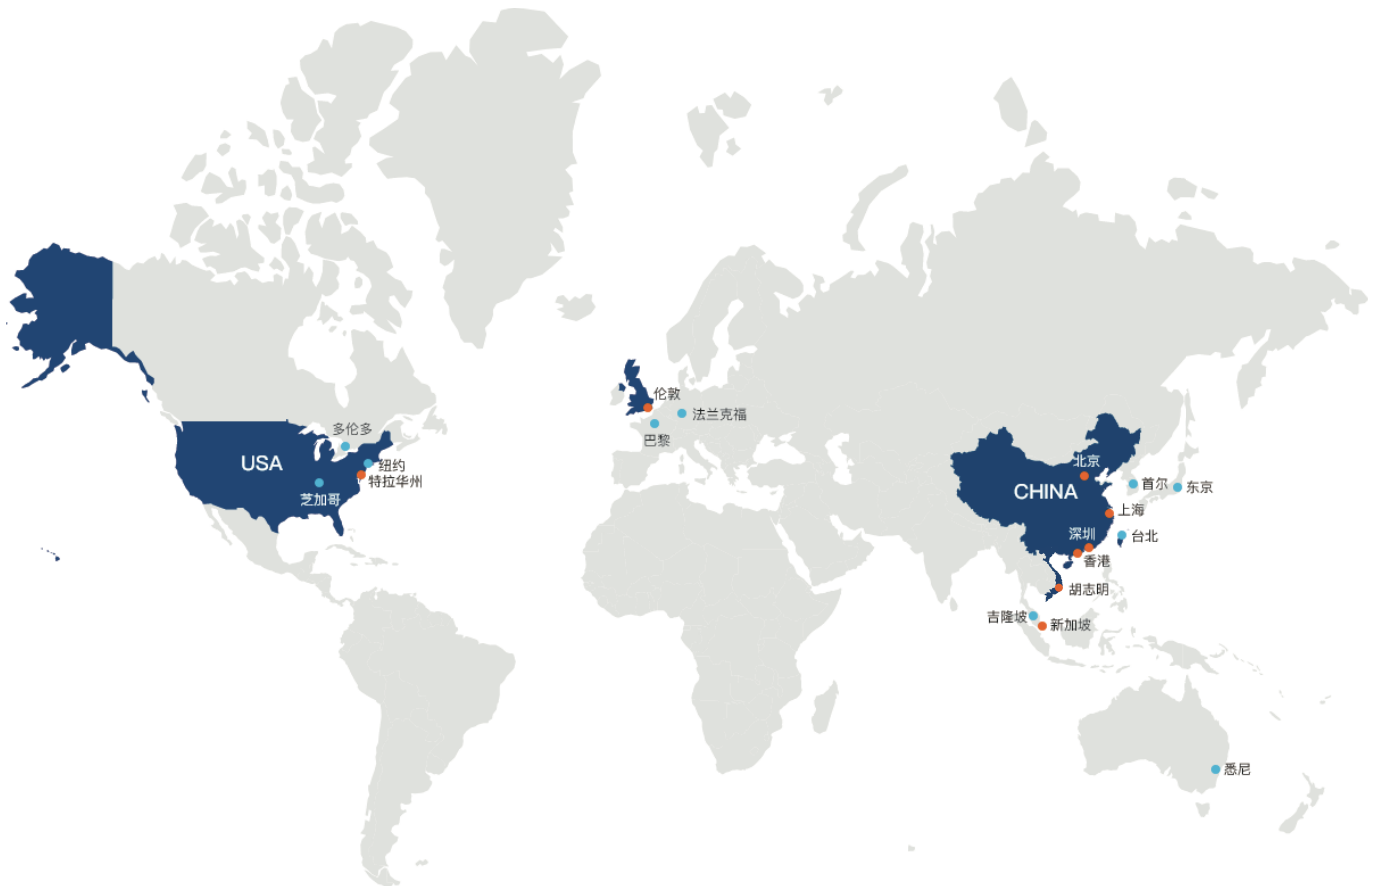 伦敦
法兰克福
巴黎
多伦多
USA
纽约
特拉华州
芝加哥
北京
CHINA
首尔
东京
上海
深圳
台北
香港
胡志明
吉隆坡
新加坡
悉尼